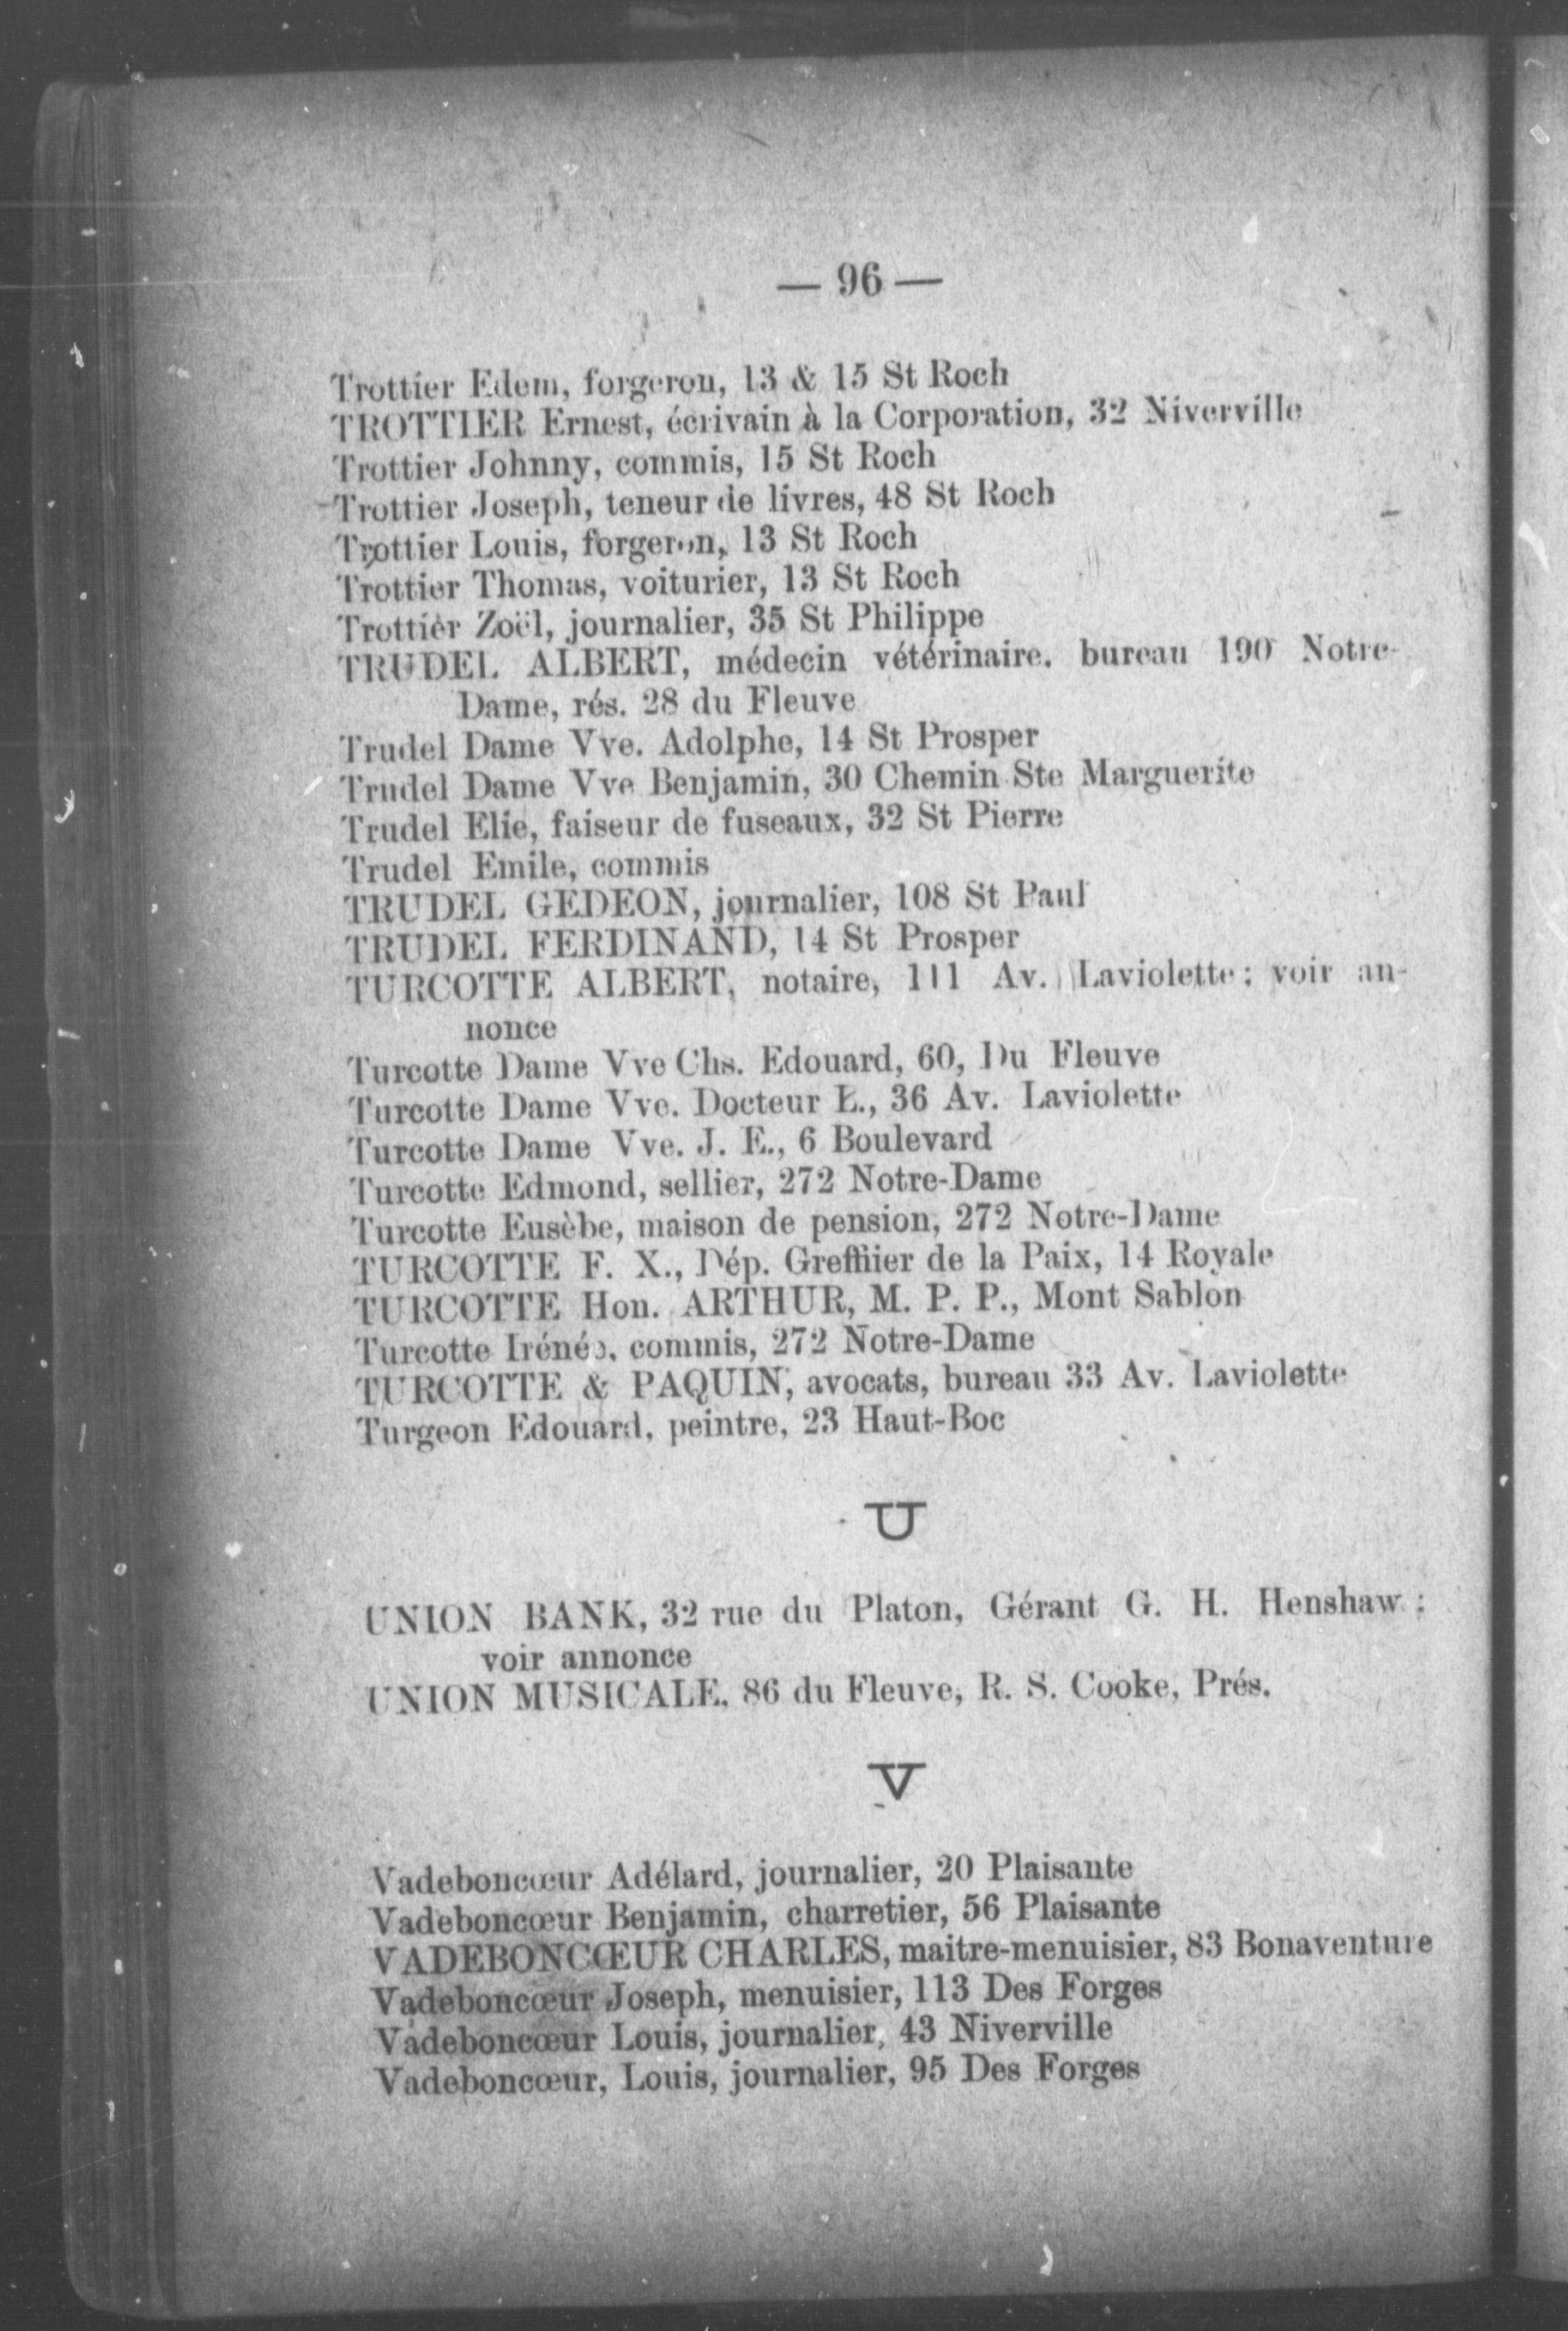 — 96 —
Trottier Edem, forgeron, 13 & 15 St Roch
TROTTIER Ernest, écrivain à la Corporation, 32 Niverville
Trottier Johnny, commis, 15 St Roch
Trottier Joseph, teneur de livres, 48 St Roch
Trottier Louis, forgeron, 13 St Roch
Trottier Thomas, voiturier, 13 St Roch
Trottier Zoël, journalier, 35 St Philippe
TRUDEL ALBERT, médecin vétérinaire, bureau 190 Notre-
Dame, rés. 28 du Fleuve
Trudel Dame Vve. Adolphe, 14 St Prosper
Trudel Dame Vve Benjamin, 30 Chemin Ste Marguerite
Trudel Elie, faiseur de fuseaux, 32 St Pierre
Trudel Emile, commis
TRUDEL GEDEON, journalier, 108 St Paul
TRUDEL FERDINAND, 14 St Prosper
TURCOTTE ALBERT, notaire, 111 Av. Laviolette; voir an-
nonce
Turcotte Dame Vve Chs. Edouard, 60, Du Fleuve
Turcotte Dame Vve. Docteur E., 36 Av. Laviolette
Turcotte Dame Vve. J. E., 6 Boulevard
Turcotte Edmond, sellier, 272 Notre-Dame
Turcotte Eusèbe, maison de pension, 272 Notre-Dame
TURCOTTE F. X., Dép. Greffiier de la Paix, 14 Royale
TURCOTTE Hon. ARTHUR, M. P. P., Mont Sablon
Turcotte Irénée, commis, 272 Notre-Dame
TURCOTTE & PAQUIN, avocats, bureau 33 Av. Laviolette
Turgeon Edouard, peintre, 23 Haut-Boc
U
UNION BANK, 32 rue du Platon, Gérant G. H. Henshaw ;
voir annonce
UNION MUSICALE, 86 du Fleuve, R. S. Cooke, Prés.
V
Vadeboncœur Adélard, journalier, 20 Plaisante
Vadeboncœur Benjamin, charretier, 56 Plaisante
VADEBONCŒUR CHARLES, maitre-menuisier, 83 Bonaventure
Vadeboncœur Joseph, menuisier, 113 Des Forges
Vadeboncœur Louis, journalier, 43 Niverville
Vadeboncœur, Louis, journalier, 95 Des Forges